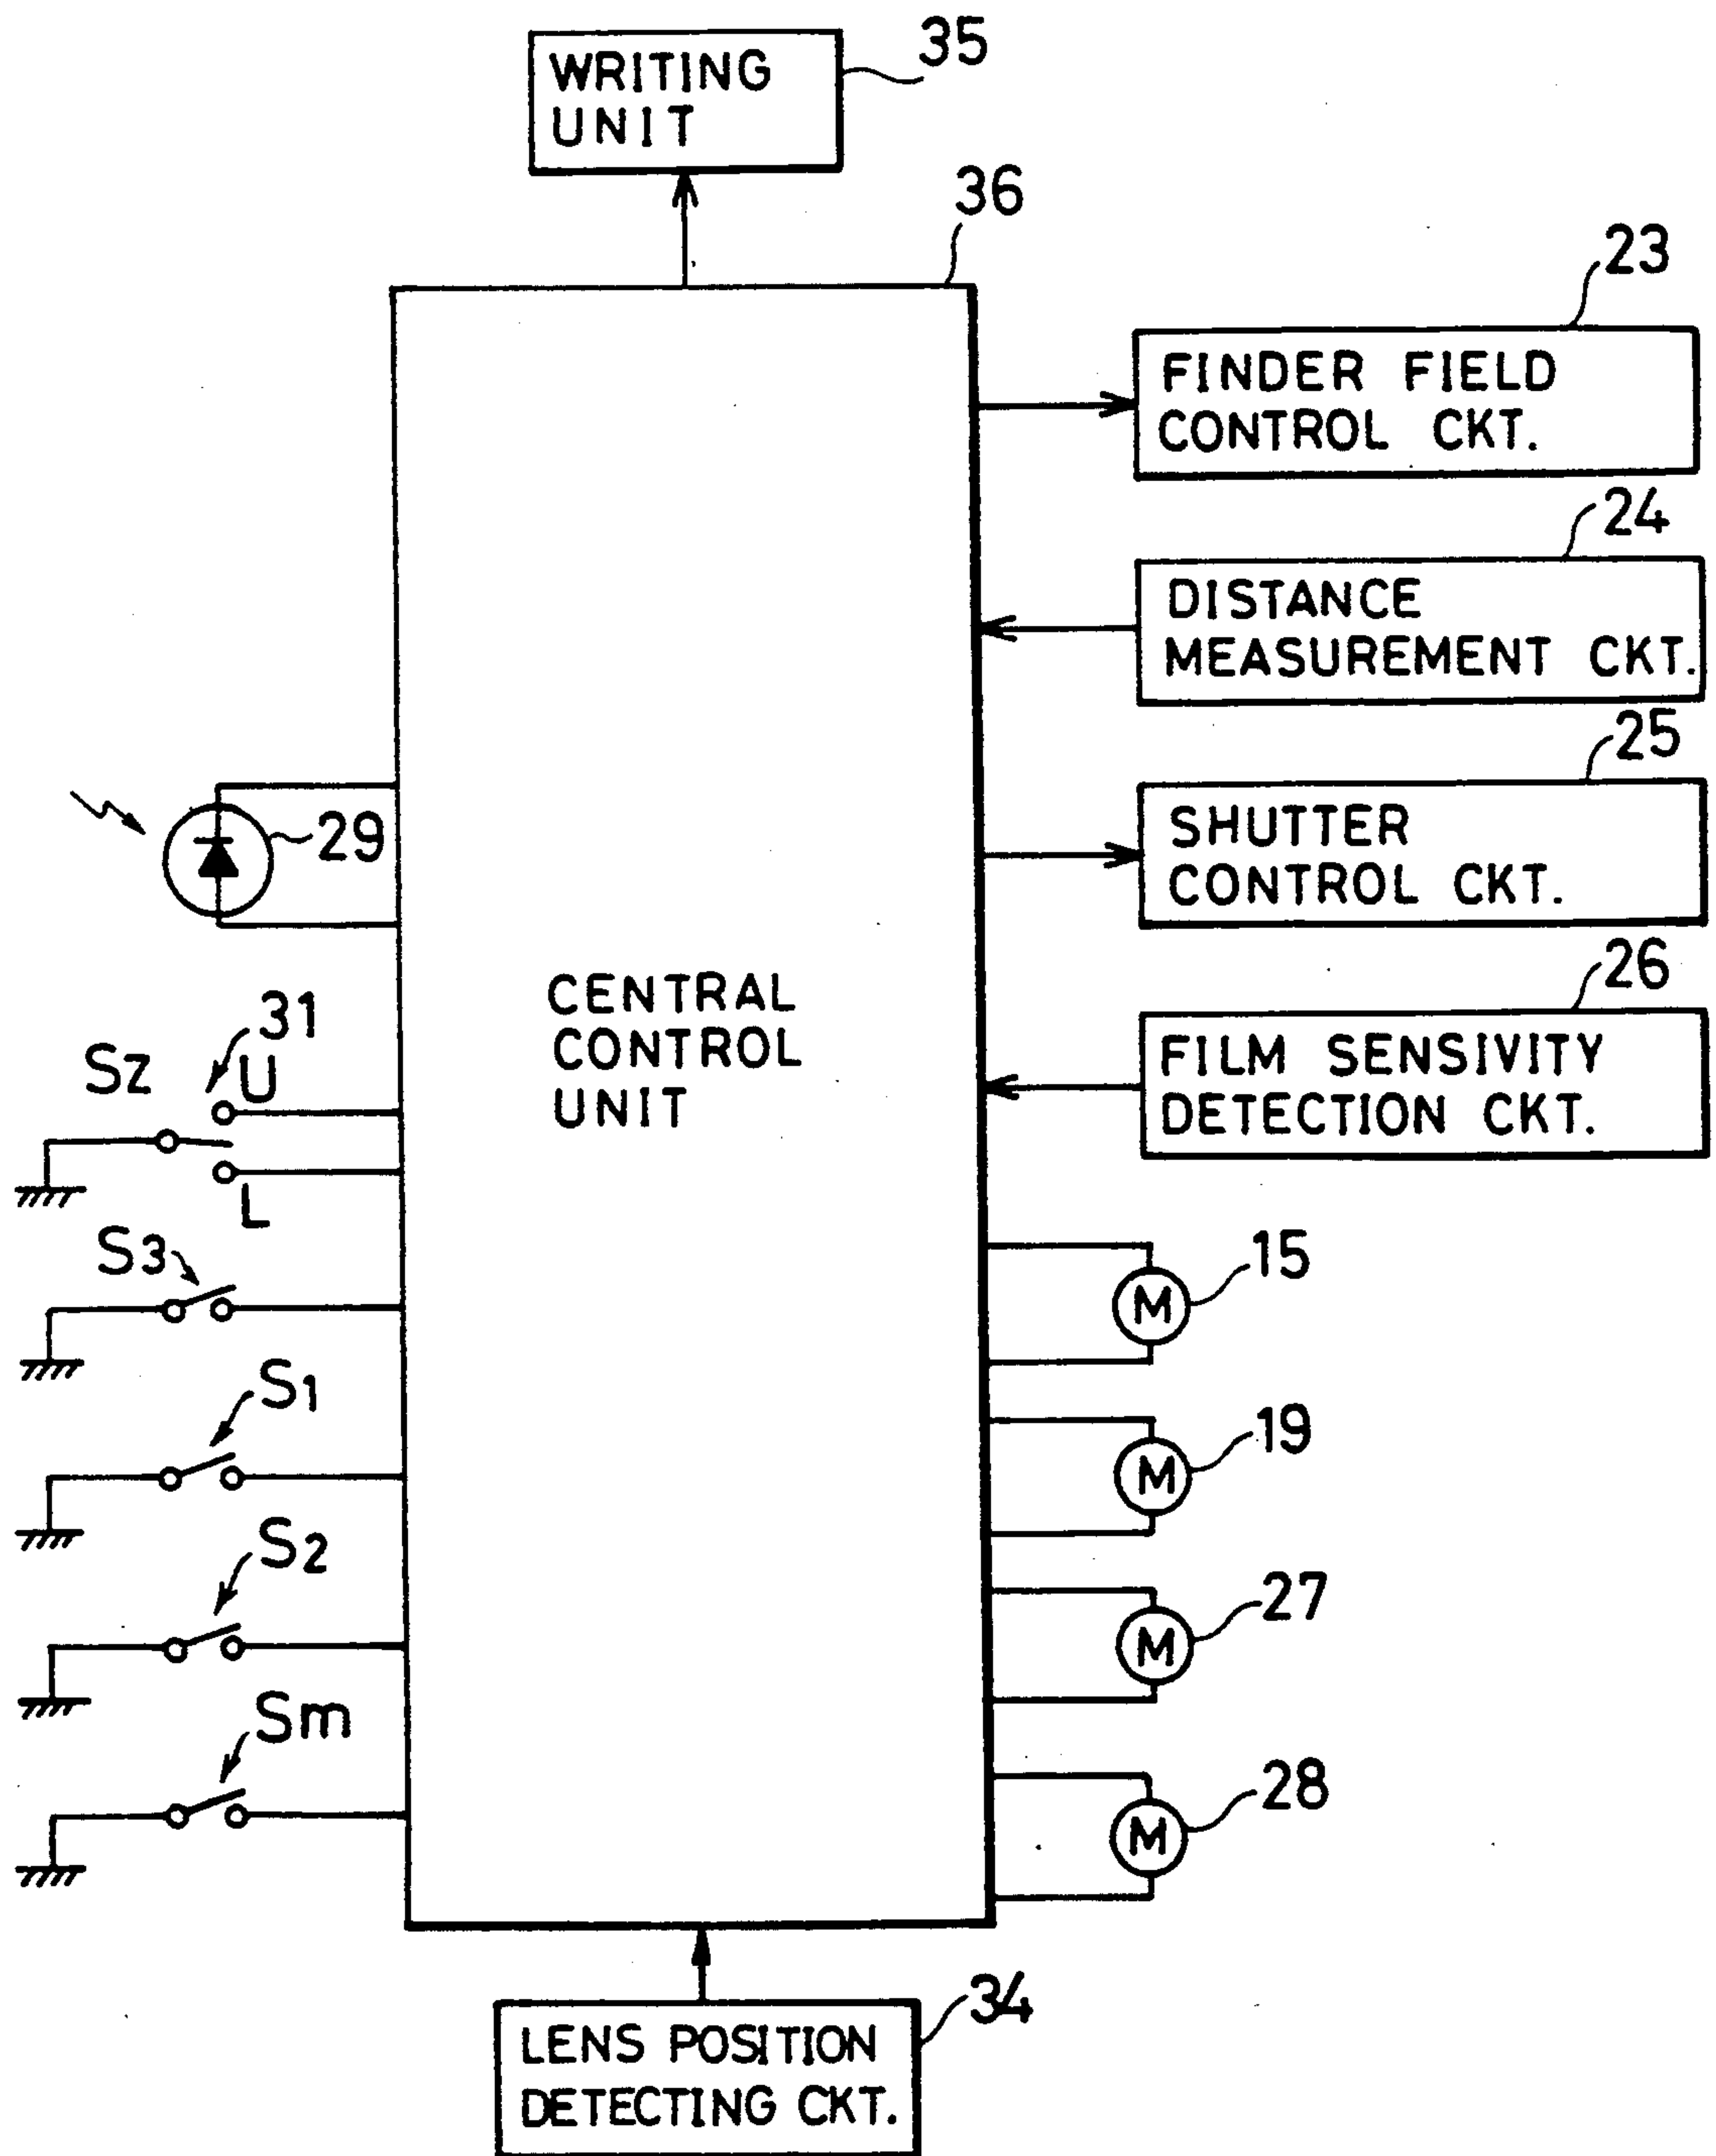 35
WRITING
UNIT
36
23
FINDER FIELD
CONTROL CKT.
24
DISTANCE
MEASUREMENT CKT.
25
SHUTTER
CONTROL CKT.
29
26
FILM SENSIVITY
DETECTION CKT.
CENTRAL
CONTROL
UNIT
31
Sz
U
L
S3
15
M
S1
19
M
S2
27
M
Sm
28
M
34
LENS POSITION
DETECTING CKT.